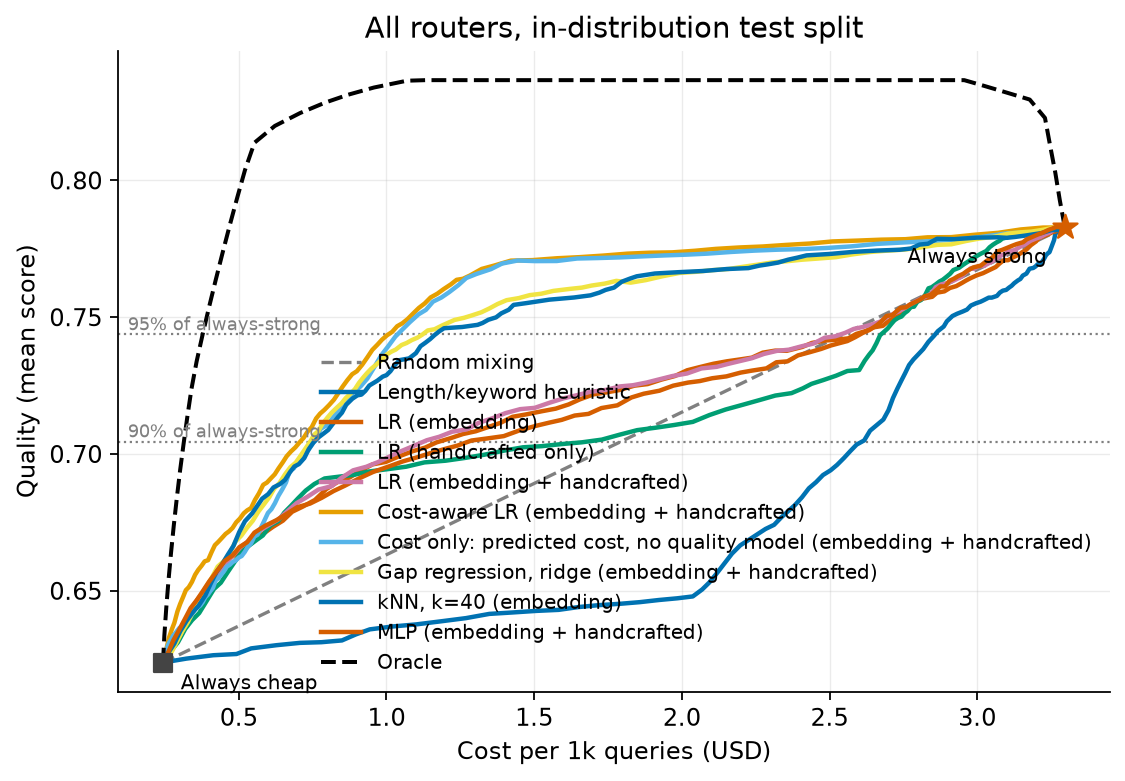 All routers, in-distribution test split
Quality (mean score)
0.80
0.75
0.70
0.65
95% of always-strong
90% of always-strong
Always strong
Always cheap
Random mixing
Length/keyword heuristic
LR (embedding)
LR (handcrafted only)
LR (embedding + handcrafted)
Cost-aware LR (embedding + handcrafted)
Cost only: predicted cost, no quality model (embedding + handcrafted)
Gap regression, ridge (embedding + handcrafted)
kNN, k=40 (embedding)
MLP (embedding + handcrafted)
Oracle
0.5 1.0 1.5 2.0 2.5 3.0
Cost per 1k queries (USD)